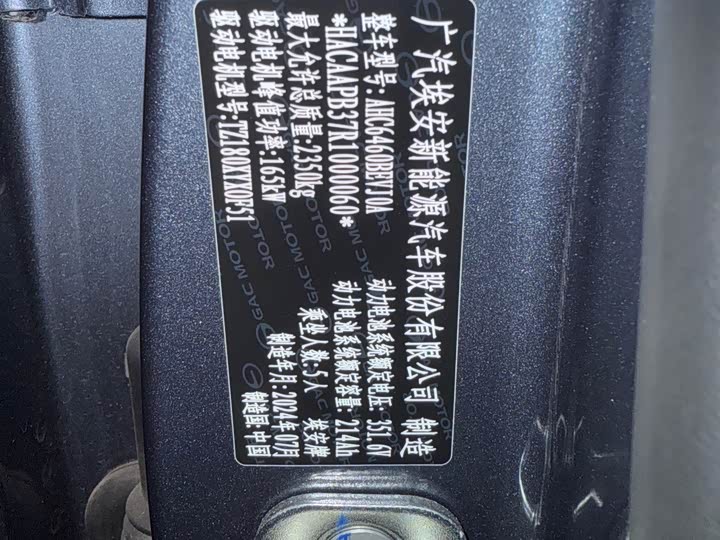 广汽埃安新能源汽车股份有限公司 制造
整车型号:AHC6460BEVJ0A 动力电池系统额定电压: 351.6V
*HACAAPB37R1000060* 动力电池系统额定容量: 214Ah
最大允许总质量:2350kg 乘坐人数:5人 埃安牌
驱动电机峰值功率:165kW 制造年月:2024年07月
驱动电机型号:TZ180XYX0F51 制造国:中国
GAC MOTOR